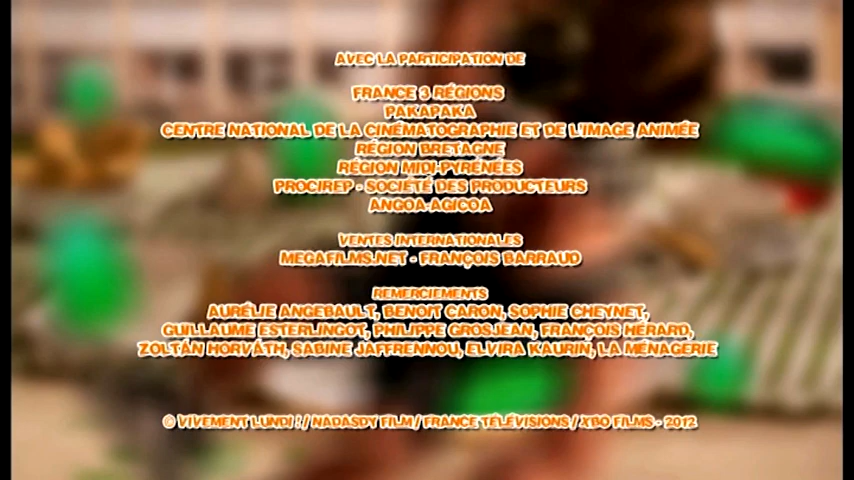 AVEC LA PARTICIPATION DE
FRANCE 3 RÉGIONS
PAKAPAKA
CENTRE NATIONAL DE LA CINÉMATOGRAPHIE ET DE L'IMAGE ANIMÉE
RÉGION BRETAGNE
RÉGION MIDI-PYRÉNÉES
PROCIREP - SOCIÉTÉ DES PRODUCTEURS
ANGOA-AGICOA
VENTES INTERNATIONALES
MEGAFILMS.NET - FRANÇOIS BARRAUD
REMERCIEMENTS
AURÉLIE ANGEBAULT, BENOIT CARON, SOPHIE CHEYNET,
GUILLAUME ESTERLINGOT, PHILIPPE GROSJEAN, FRANÇOIS HÉRARD,
ZOLTÁN HORVÁTH, SABINE JAFFRENNOU, ELVIRA KAURIN, LA MÉNAGERIE
© VIVEMENT LUNDI ! / NADASDY FILM / FRANCE TÉLÉVISIONS / XBO FILMS - 2012